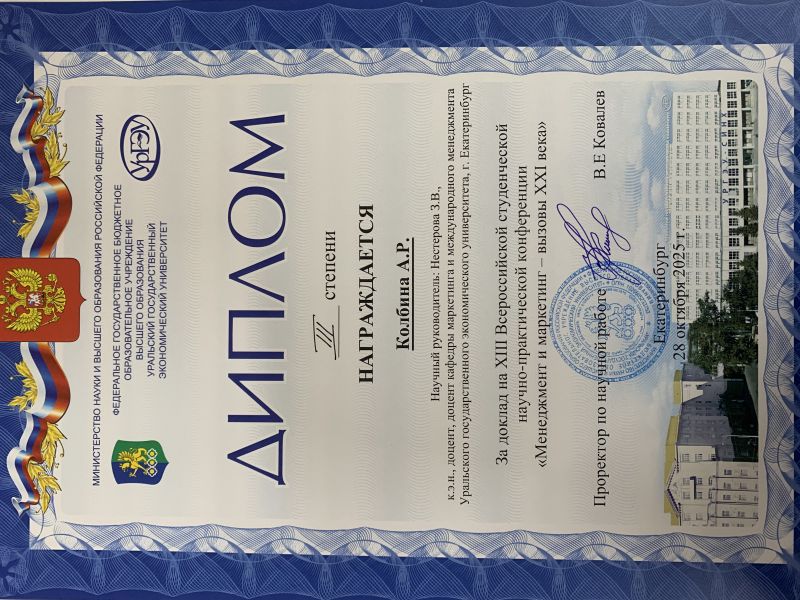 МИНИСТЕРСТВО НАУКИ И ВЫСШЕГО ОБРАЗОВАНИЯ РОССИЙСКОЙ ФЕДЕРАЦИИ
ФЕДЕРАЛЬНОЕ ГОСУДАРСТВЕННОЕ БЮДЖЕТНОЕ
ОБРАЗОВАТЕЛЬНОЕ УЧРЕЖДЕНИЕ
ВЫСШЕГО ОБРАЗОВАНИЯ
УРАЛЬСКИЙ ГОСУДАРСТВЕННЫЙ
ЭКОНОМИЧЕСКИЙ УНИВЕРСИТЕТ
УрГЭУ
ДИПЛОМ
III степени
НАГРАЖДАЕТСЯ
Колбина А.Р.
Научный руководитель: Нестерова З.В.,
к.э.н., доцент, доцент кафедры маркетинга и международного менеджмента
Уральского государственного экономического университета, г. Екатеринбург
За доклад на XIII Всероссийской студенческой
научно-практической конференции
«Менеджмент и маркетинг – вызовы XXI века»
Проректор по научной работе В.Е Ковалев
Екатеринбург
28 октября 2025 г.
УРГЭУ-СИНХ